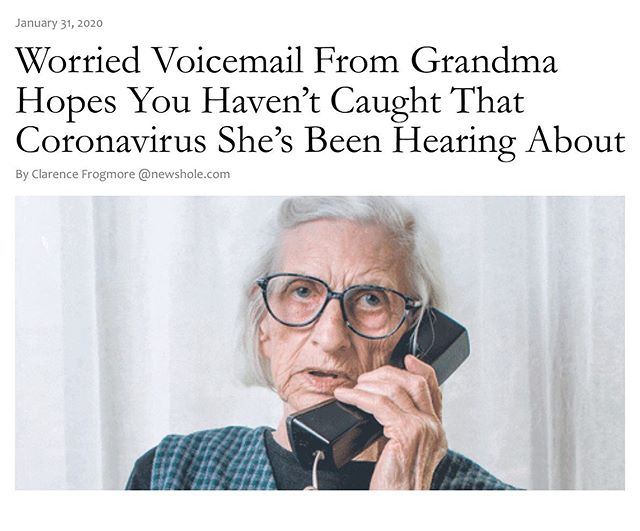 January 31, 2020
Worried Voicemail From Grandma
Hopes You Haven’t Caught That
Coronavirus She’s Been Hearing About
By Clarence Frogmore @newshole.com